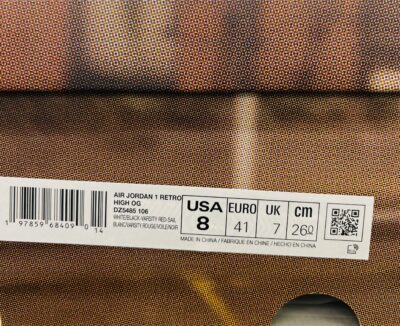 AIR JORDAN 1 RETRO
HIGH OG
DZ5485 106
WHITE/BLACK-VARSITY RED-SAIL
BLANC/VARSITY ROUGE/VOILE/NOIR
1 97859 68409 0 14
USA 8
EURO 41
UK 7
cm 26
MADE IN CHINA / FABRIQUE EN CHINE / HECHO EN CHINA